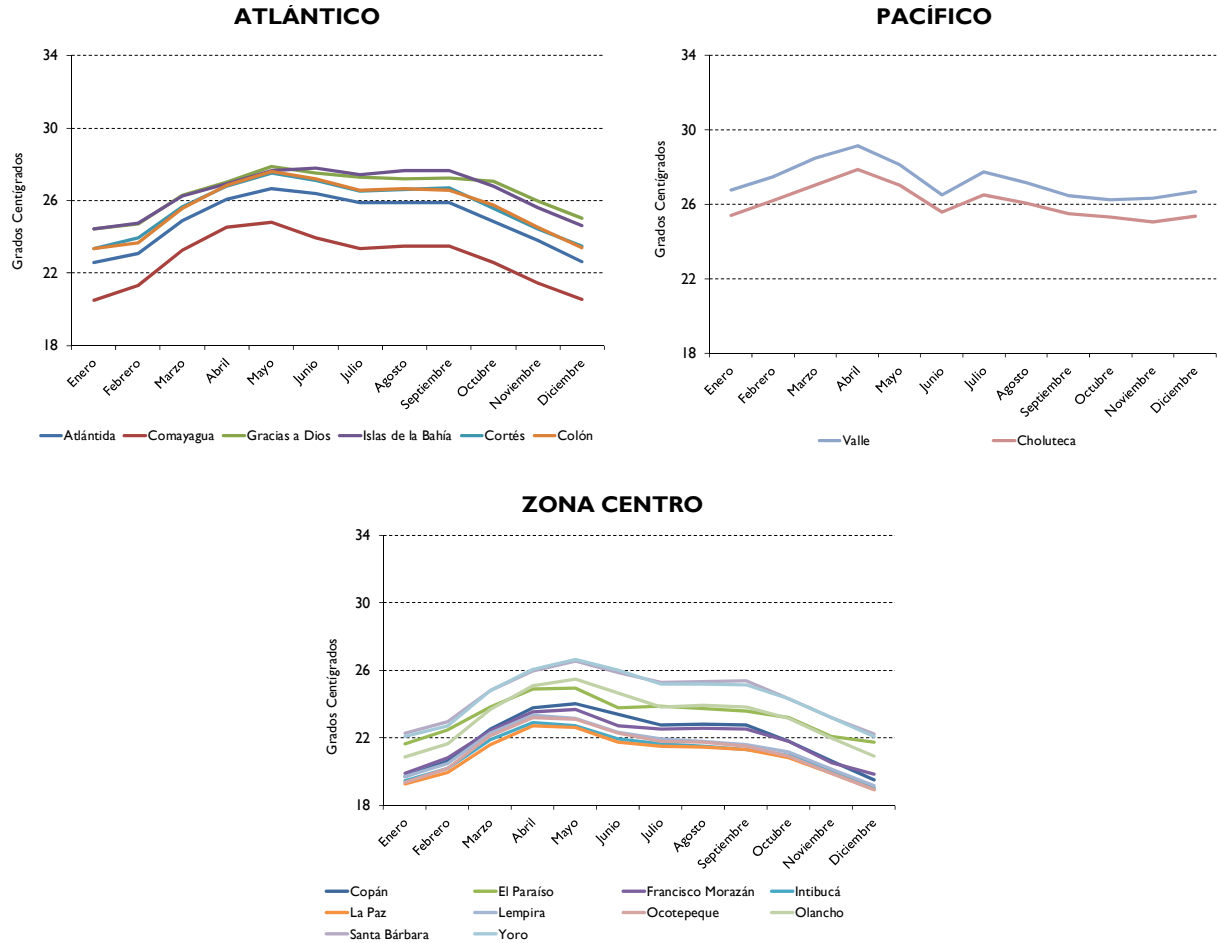 ATLÁNTICO
34
30
26
22
18
Grados Centígrados
Enero
Febrero
Marzo
Abril
Mayo
Junio
Julio
Agosto
Septiembre
Octubre
Noviembre
Diciembre
Atlántida Comayagua Gracias a Dios Islas de la Bahía Cortés Colón
PACÍFICO
34
30
26
22
18
Grados Centígrados
Enero
Febrero
Marzo
Abril
Mayo
Junio
Julio
Agosto
Septiembre
Octubre
Noviembre
Diciembre
Valle Choluteca
ZONA CENTRO
34
30
26
22
18
Grados Centígrados
Enero
Febrero
Marzo
Abril
Mayo
Junio
Julio
Agosto
Septiembre
Octubre
Noviembre
Diciembre
Copán El Paraíso Francisco Morazán Intibucá
La Paz Lempira Ocotepeque Olancho
Santa Bárbara Yoro